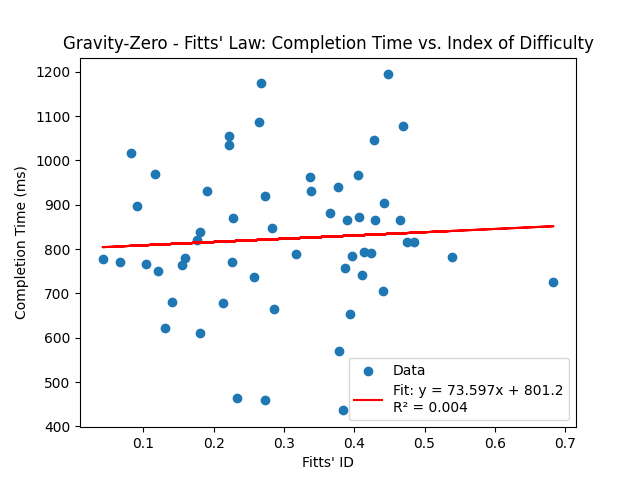 Gravity-Zero - Fitts' Law: Completion Time vs. Index of Difficulty
Completion Time (ms)
1200
1100
1000
900
800
700
600
500
400
0.1
0.2
0.3
0.4
0.5
0.6
0.7
Fitts' ID
Data
Fit: y = 73.597x + 801.2
R² = 0.004